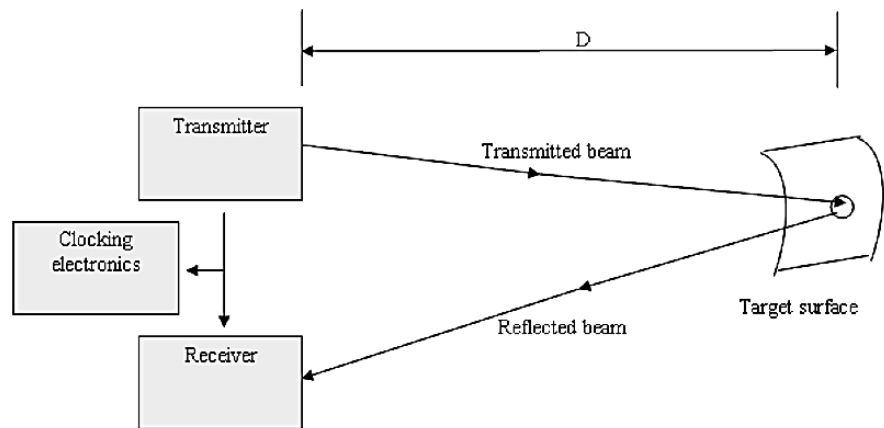 D
Transmitter
Transmitted beam
Clocking
electronics
Target surface
Reflected beam
Receiver